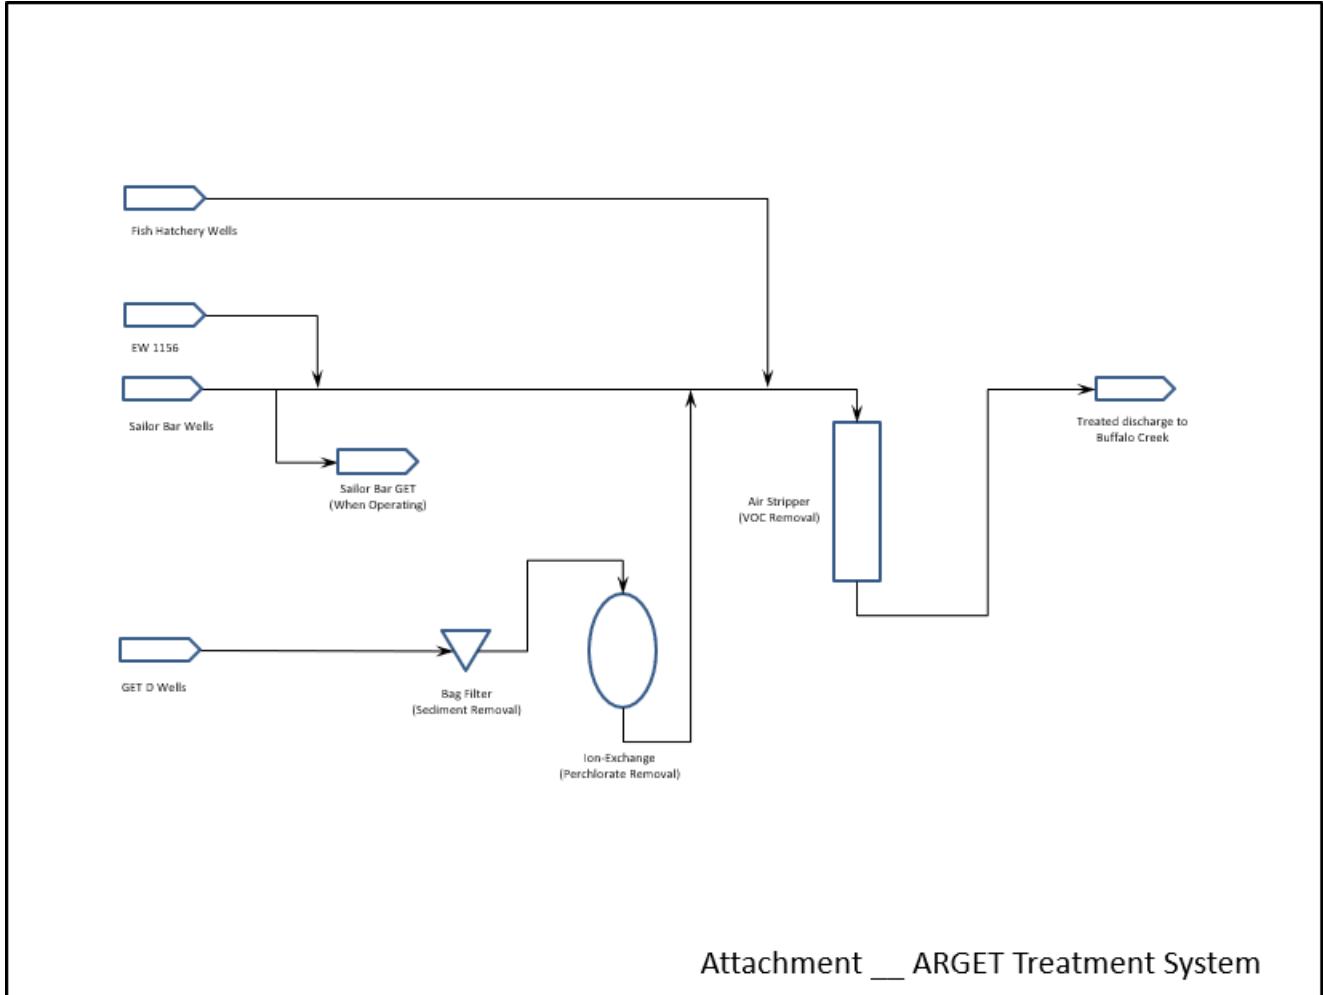 Fish Hatchery Wells
EW 1156
Sailor Bar Wells
Sailor Bar GET
(When Operating)
Treated discharge to
Buffalo Creek
Air Stripper
(VOC Removal)
GET D Wells
Bag Filter
(Sediment Removal)
Ion-Exchange
(Perchlorate Removal)
Attachment __ ARGET Treatment System